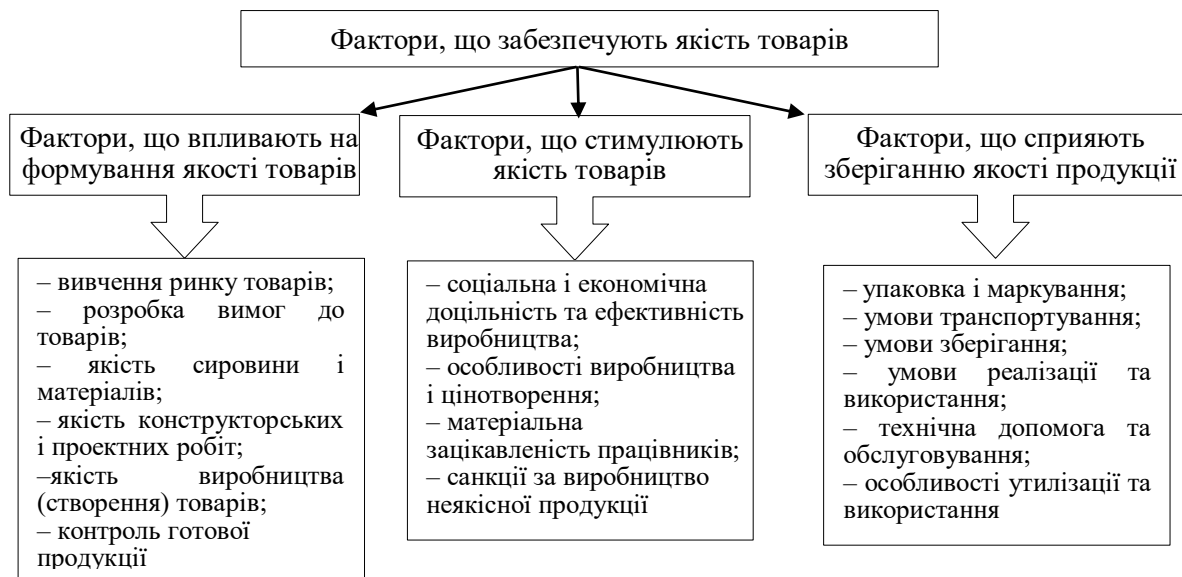 Фактори, що забезпечують якість товарів
Фактори, що впливають на
формування якості товарів
Фактори, що стимулюють
якість товарів
Фактори, що сприяють
зберіганню якості продукції
– вивчення ринку товарів;
– розробка вимог до
товарів;
– якість сировини і
матеріалів;
– якість конструкторських
і проектних робіт;
–якість виробництва
(створення) товарів;
– контроль готової
продукції
– соціальна і економічна
доцільність та ефективність
виробництва;
– особливості виробництва
і цінотворення;
– матеріальна
зацікавленість працівників;
– санкції за виробництво
неякісної продукції
– упаковка і маркування;
– умови транспортування;
– умови зберігання;
– умови реалізації та
використання;
– технічна допомога та
обслуговування;
– особливості утилізації та
використання